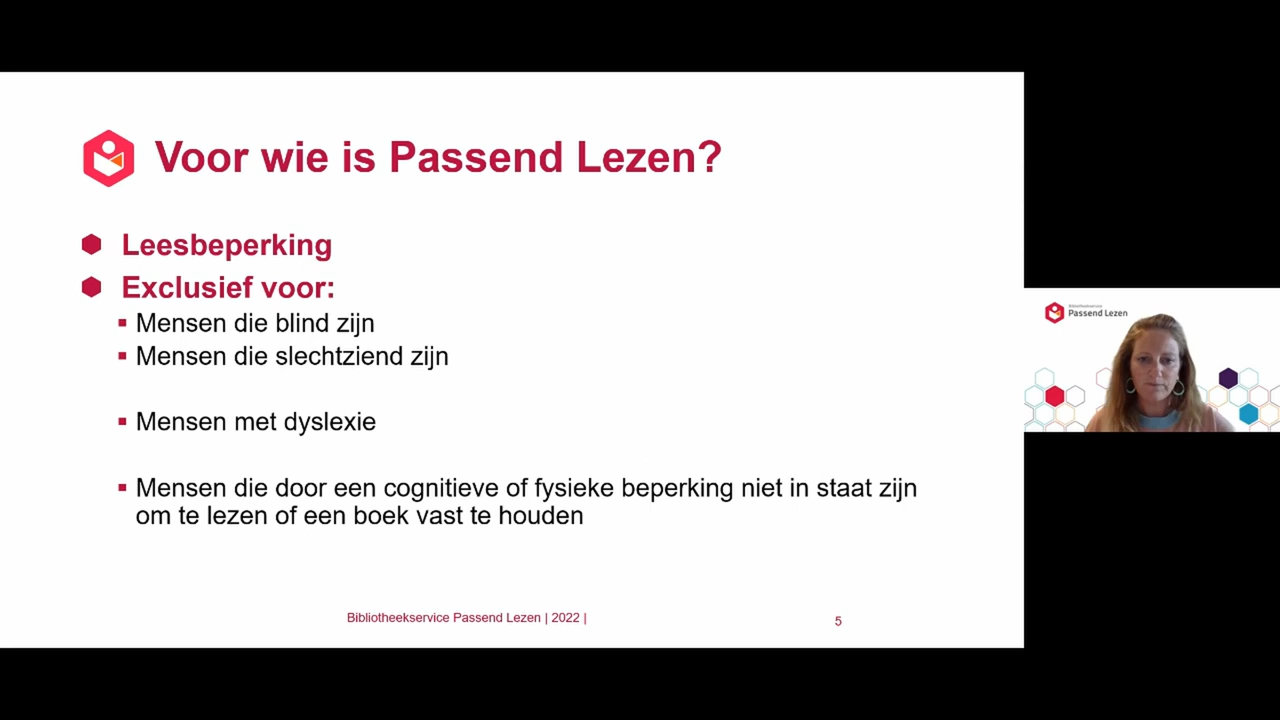 Voor wie is Passend Lezen?
Leesbeperking
Exclusief voor:
Mensen die blind zijn
Mensen die slechtziend zijn
Mensen met dyslexie
Mensen die door een cognitieve of fysieke beperking niet in staat zijn
om te lezen of een boek vast te houden
Bibliotheekservice Passend Lezen | 2022 |
5
Bibliotheekservice
Passend Lezen